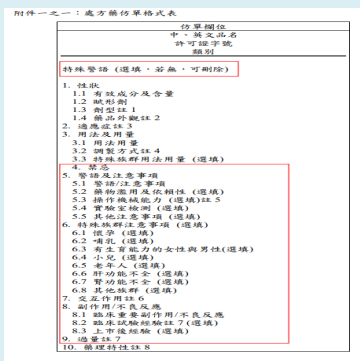 附件一之一：處方藥仿單格式表
仿單欄位
中、英文品名
許可證字號
類別
特殊警語 (選填，若無，可刪除)
1. 性狀
1.1 有效成分及含量
1.2 賦形劑
1.3 劑型註 1
1.4 藥品外觀註 2
2. 適應症註 3
3. 用法及用量
3.1 用法用量
3.2 調製方式註 4
3.3 特殊族群用法用量 (選填)
4. 禁忌
5. 警語及注意事項
5.1 警語/注意事項
5.2 藥物濫用及依賴性 (選填)
5.3 操作機械能力 (選填)註 5
5.4 實驗室檢測 (選填)
5.5 其他注意事項 (選填)
6. 特殊族群注意事項 (選填)
6.1 懷孕 (選填)
6.2 哺乳 (選填)
6.3 有生育能力的女性與男性(選填)
6.4 小兒 (選填)
6.5 老年人 (選填)
6.6 肝功能不全 (選填)
6.7 腎功能不全 (選填)
6.8 其他族群 (選填)
7. 交互作用註 6
8. 副作用/不良反應
8.1 臨床重要副作用/不良反應
8.2 臨床試驗經驗註 7 (選填)
8.3 上市後經驗 (選填)
9. 過量註 7
10. 藥理特性註 8